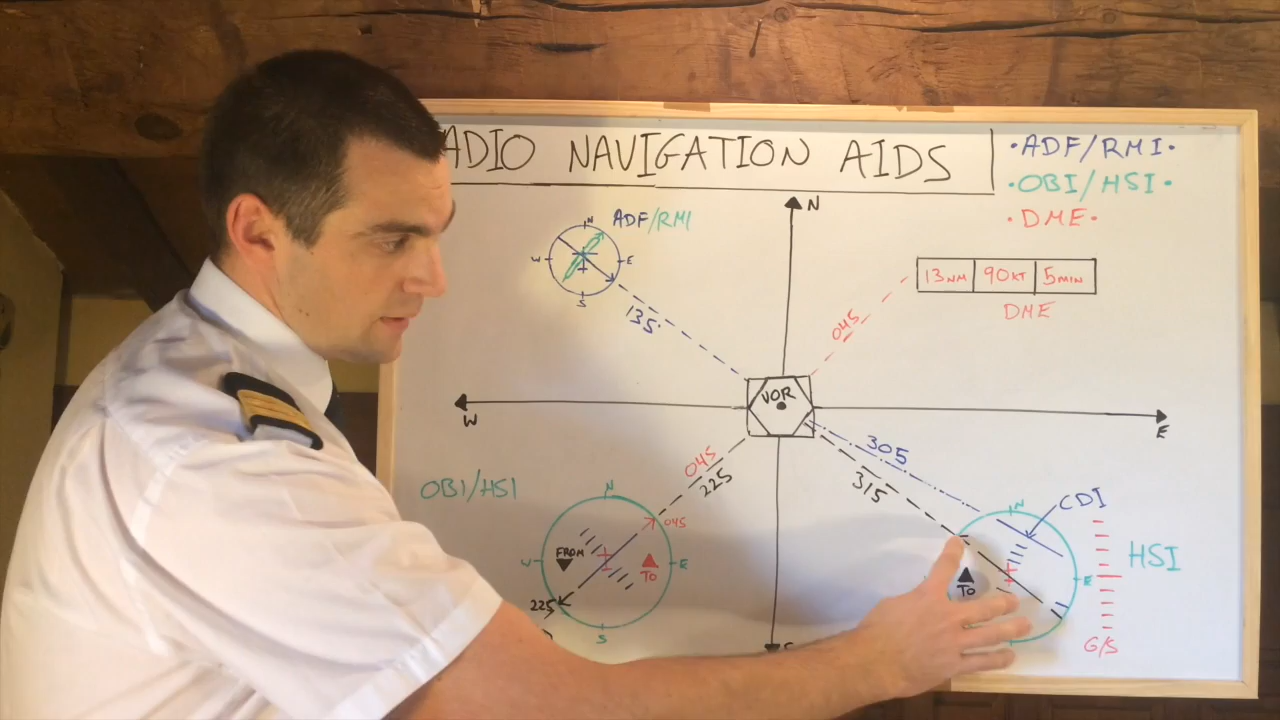 ADIO NAVIGATION AIDS
·ADF/RMI·
·OBI/HSI·
·DME·
N
ADF/RMI
N
W E
S
135·
045
13NM 90KT 5MIN
DME
VOR
W
E
305
315
045
225
OBI/HSI
N
045
FROM
W E
TO
225
S
CDI
N
HSI
E
TO
G/S